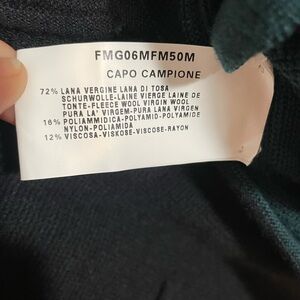 FMG06MFM50M
CAPO CAMPIONE
72% LANA VERGINE LANA DI TOSA
SCHURWOLLE-LAINE VIERGE LAINE DE
TONTE-FLEECE WOOL VIRGIN WOOL
PURA LA' VIRGEM-PURA LANA VIRGEN
16% POLIAMMIDICA-POLYAMID-POLYAMIDE
NYLON-POLIAMIDA
12% VISCOSA-VISKOSE-VISCOSE-RAYON